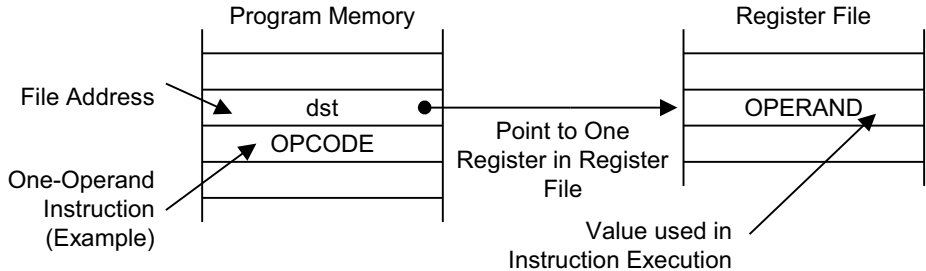 Program Memory
Register File
File Address
dst
OPERAND
OPCODE
Point to One
Register in Register
File
One-Operand
Instruction
(Example)
Value used in
Instruction Execution